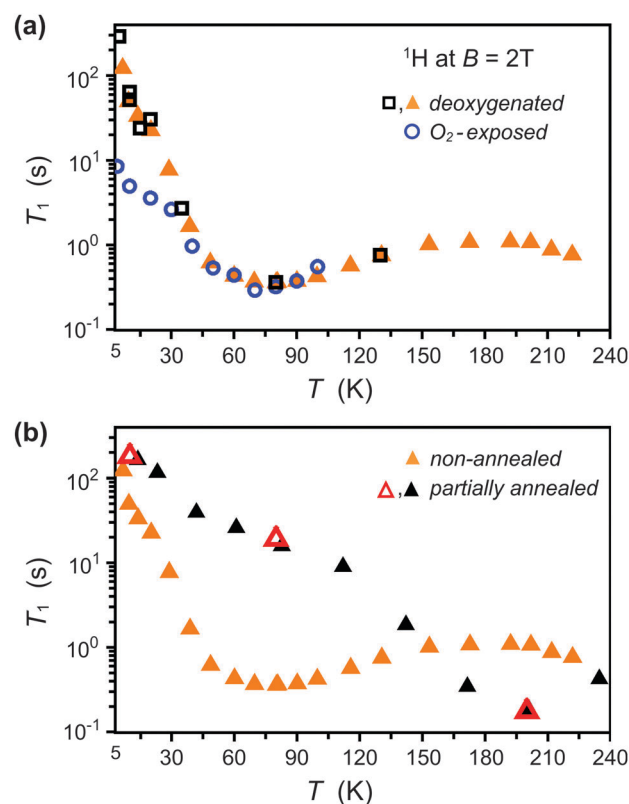 (a)
¹H at B = 2T
deoxygenated
O₂-exposed
T₁ (s)
10²
10¹
10⁰
10⁻¹
5 30 60 90 120 150 180 210 240
T (K)
(b)
non-annealed
partially annealed
T₁ (s)
10²
10¹
10⁰
10⁻¹
5 30 60 90 120 150 180 210 240
T (K)